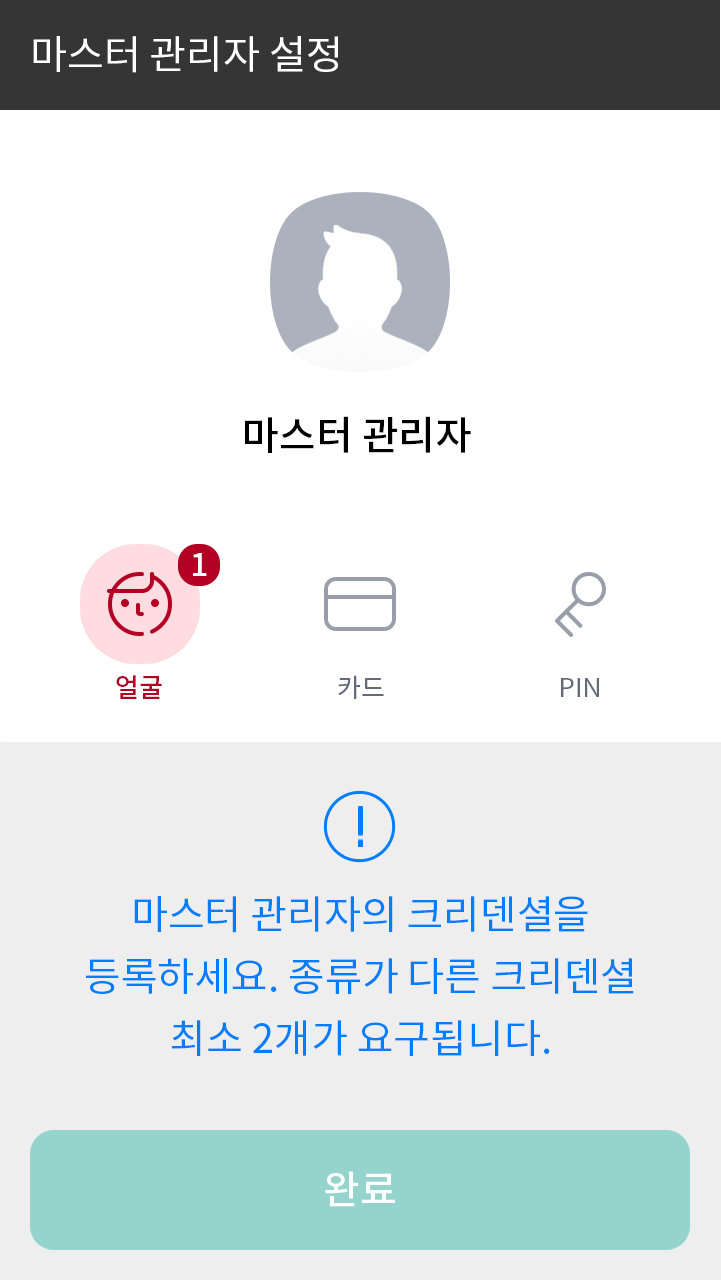 마스터 관리자 설정
마스터 관리자
1
얼굴
카드
PIN
마스터 관리자의 크리덴셜을
등록하세요. 종류가 다른 크리덴셜
최소 2개가 요구됩니다.
완료